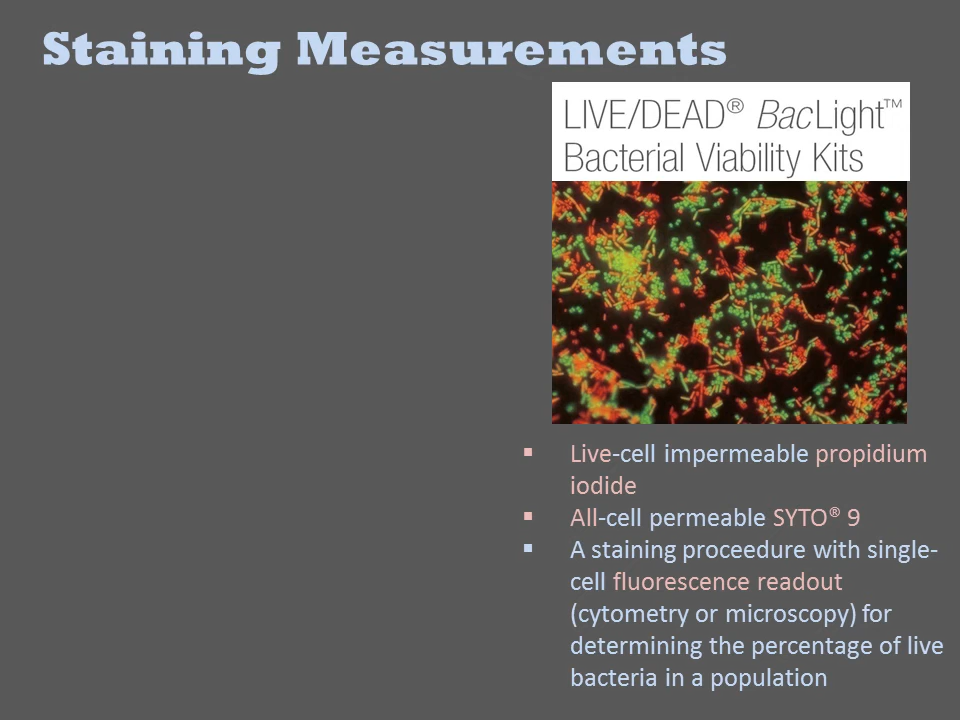 Staining Measurements
LIVE/DEAD® BacLight™
Bacterial Viability Kits
▪ Live-cell impermeable propidium
iodide
▪ All-cell permeable SYTO® 9
▪ A staining proceedure with single-
cell fluorescence readout
(cytometry or microscopy) for
determining the percentage of live
bacteria in a population